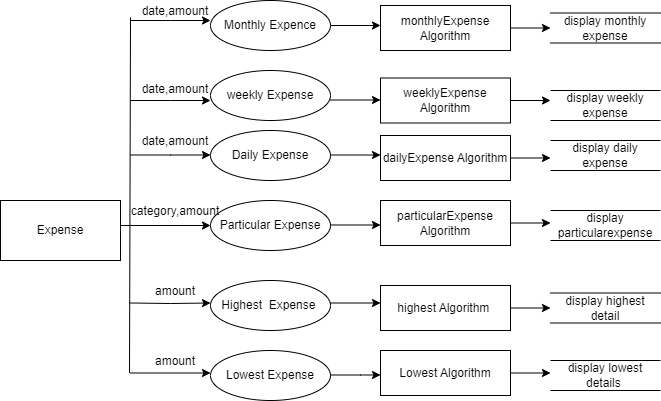 date,amount
Monthly Expence
monthlyExpense
Algorithm
display monthly
expense
date,amount
weekly Expense
weeklyExpense
Algorithm
display weekly
expense
date,amount
Daily Expense
dailyExpense Algorithm
display daily
expense
Expense
category,amount
Particular Expense
particularExpense
Algorithm
display
particularexpense
amount
Highest Expense
highest Algorithm
display highest
detail
amount
Lowest Expense
Lowest Algorithm
display lowest
details